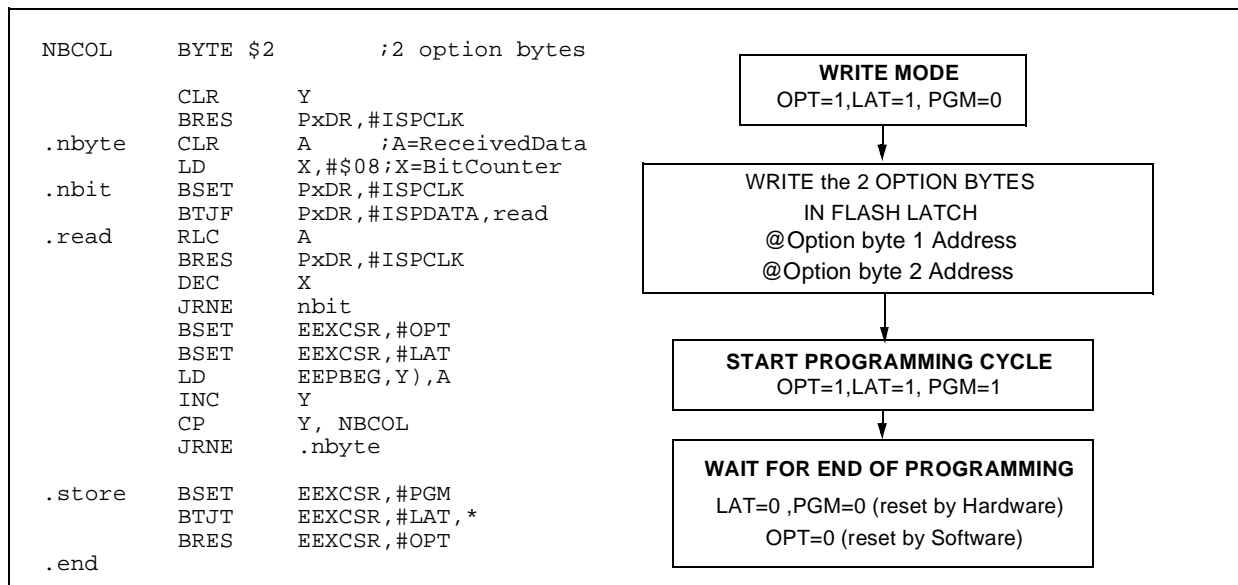 NBCOL BYTE $2 ;2 option bytes
CLR Y
BRES PxDR,#ISPCLK
.nbyte CLR A ;A=ReceivedData
LD X,#$08;X=BitCounter
.nbit BSET PxDR,#ISPCLK
BTJF PxDR,#ISPDATA,read
.read RLC A
BRES PxDR,#ISPCLK
DEC X
JRNE nbit
BSET EEXCSR,#OPT
BSET EEXCSR,#LAT
LD EEPBEG,Y),A
INC Y
CP Y, NBCOL
JRNE .nbyte
.store BSET EEXCSR,#PGM
BTJT EEXCSR,#LAT,*
BRES EEXCSR,#OPT
.end
WRITE MODE
OPT=1,LAT=1, PGM=0
WRITE the 2 OPTION BYTES
IN FLASH LATCH
@Option byte 1 Address
@Option byte 2 Address
START PROGRAMMING CYCLE
OPT=1,LAT=1, PGM=1
WAIT FOR END OF PROGRAMMING
LAT=0 ,PGM=0 (reset by Hardware)
OPT=0 (reset by Software)